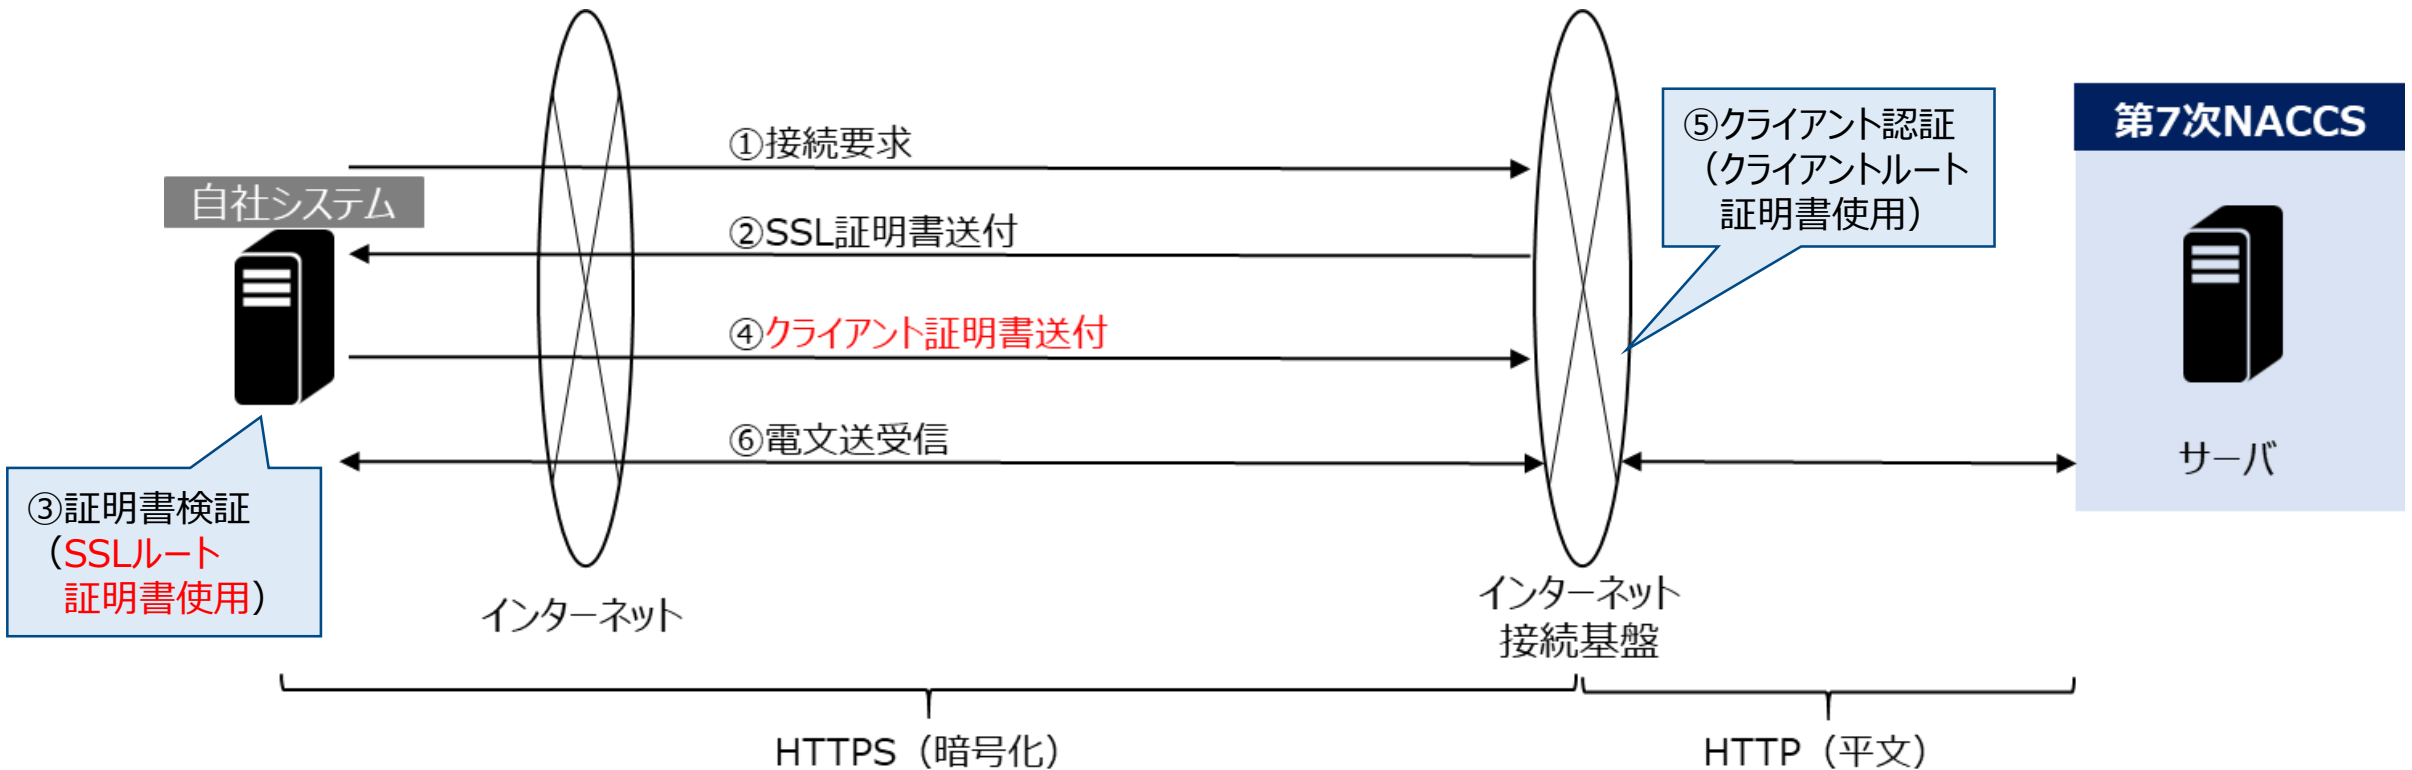 ①接続要求
自社システム
②SSL証明書送付
④クライアント証明書送付
⑥電文送受信
③証明書検証
（SSLルート
証明書使用）
インターネット
⑤クライアント認証
（クライアントルート
証明書使用）
第7次NACCS
サーバ
インターネット
接続基盤
HTTPS（暗号化）
HTTP（平文）